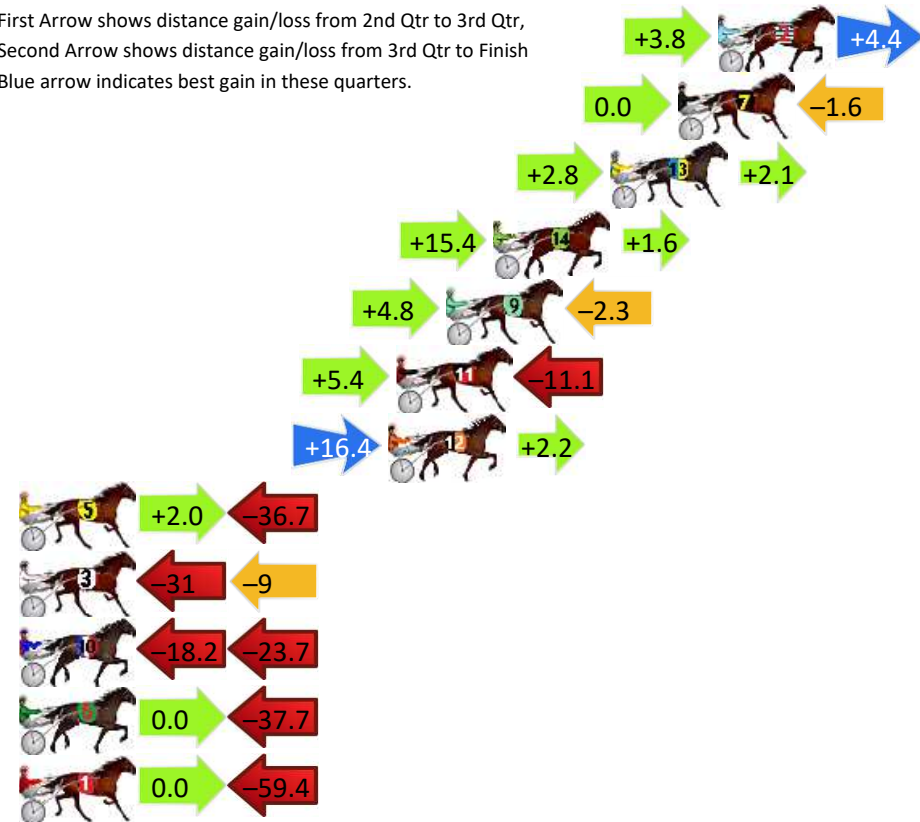 First Arrow shows distance gain/loss from 2nd Qtr to 3rd Qtr,
Second Arrow shows distance gain/loss from 3rd Qtr to Finish
Blue arrow indicates best gain in these quarters.
+3.8 2 +4.4
0.0 7 –1.6
+2.8 13 +2.1
+15.4 14 +1.6
+4.8 9 –2.3
+5.4 11 –11.1
+16.4 12 +2.2
5 +2.0 –36.7
3 –31 –9
10 –18.2 –23.7
6 0.0 –37.7
1 0.0 –59.4